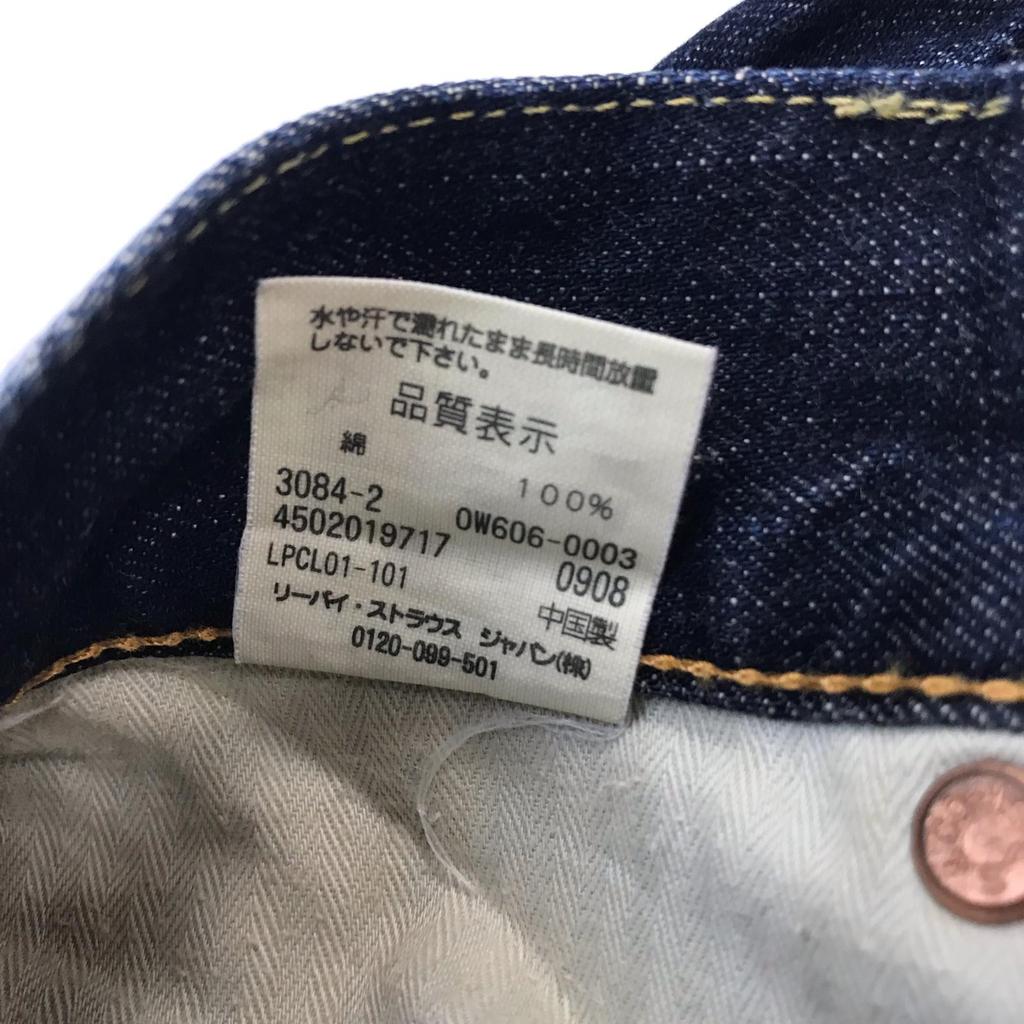 水や汗で濡れたまま長時間放置
しないで下さい。
品質表示
綿 100%
3084-2 0W606-0003
4502019717 0908
LPCL01-101 中国製
リーバイ・ストラウス ジャパン(株)
0120-099-501